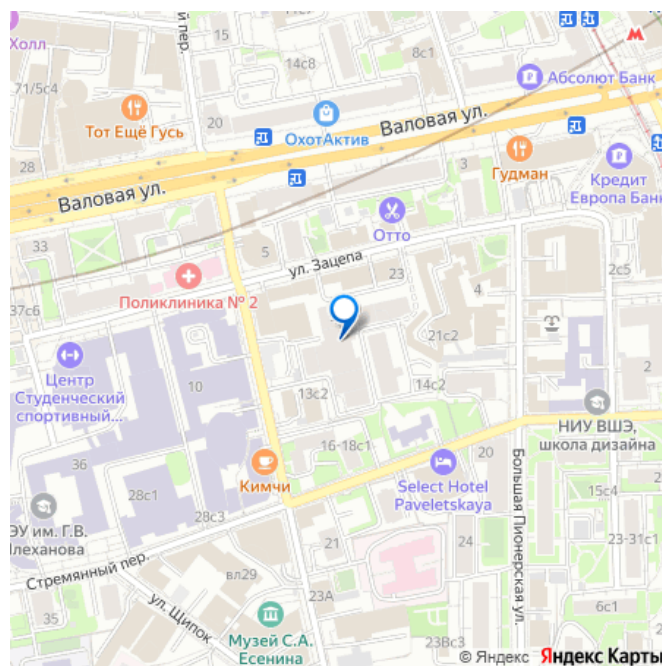 Холл
71/5с4
Тот Ещё Гусь
20
14с8
8с1
Абсолют Банк
ОхотАктив
Валовая ул.
28
Гудман
Кредит
Европа Банк
Валовая ул.
33
5
Отто
ул. Зацепа
23
2с5
37с6
Поликлиника № 2
4
21с2
Центр
Студенческий
спортивный...
10
13с2
14с2
2
НИУ ВШЭ,
школа дизайна
16-18с1
36
Кимчи
Select Hotel
Paveletskaya
20
Большая Пионерская ул.
28с1
15с4
ЭУ им. Г.В.
Плеханова
28с3
21
24
23-31с1
Стремянный пер.
вл29
ул. Щипок
23А
35
6с1
Музей С.А.
Есенина
23Вс3
© Яндекс Яндекс Карты